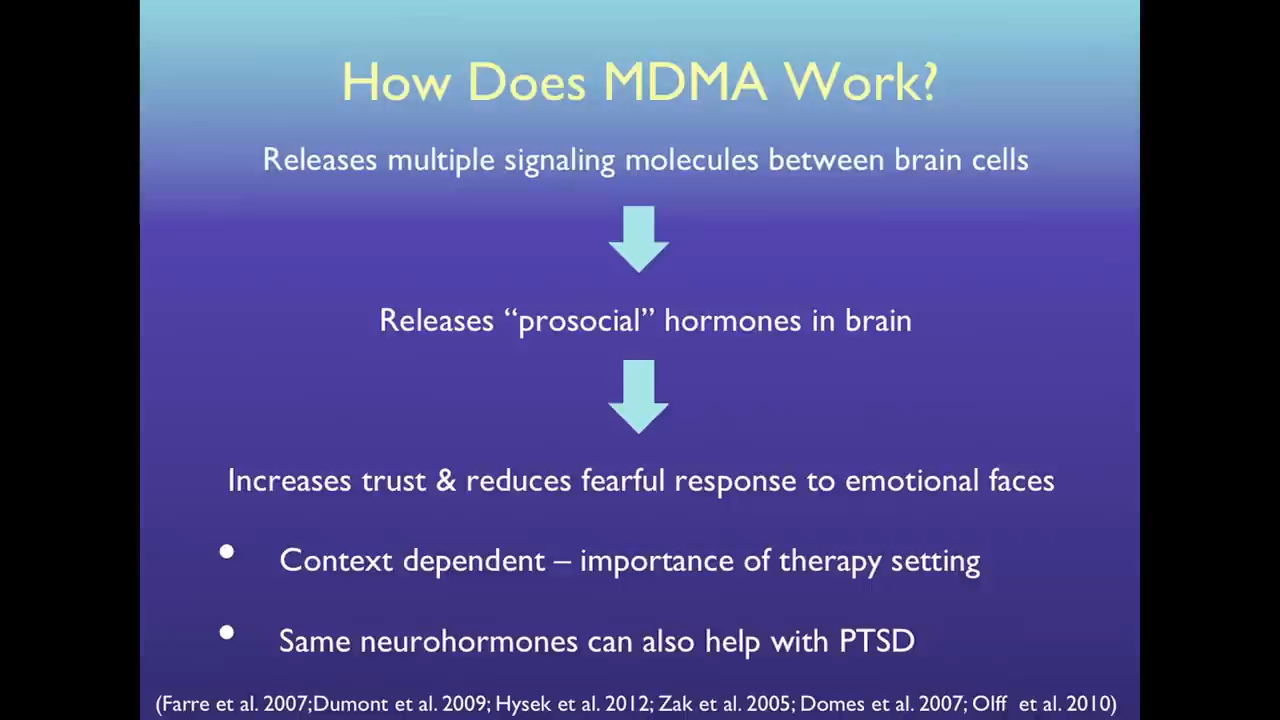 How Does MDMA Work?
Releases multiple signaling molecules between brain cells
Releases “prosocial” hormones in brain
Increases trust & reduces fearful response to emotional faces
• Context dependent – importance of therapy setting
• Same neurohormones can also help with PTSD
(Farre et al. 2007;Dumont et al. 2009; Hysek et al. 2012; Zak et al. 2005; Domes et al. 2007; Olff et al. 2010)